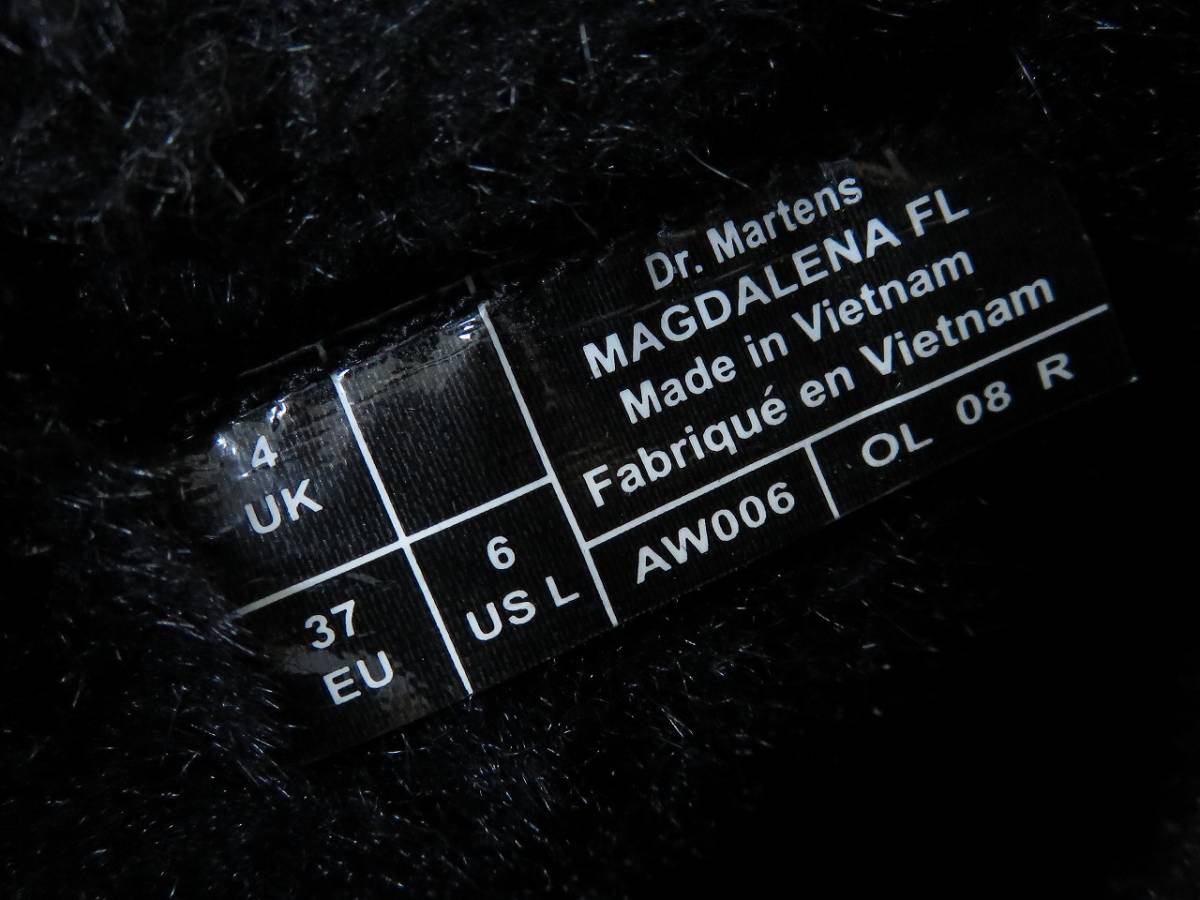 Dr. Martens
MAGDALENA FL
Made in Vietnam
Fabriqué en Vietnam
4
UK
37
EU
6
US L
AW006
OL 08 R